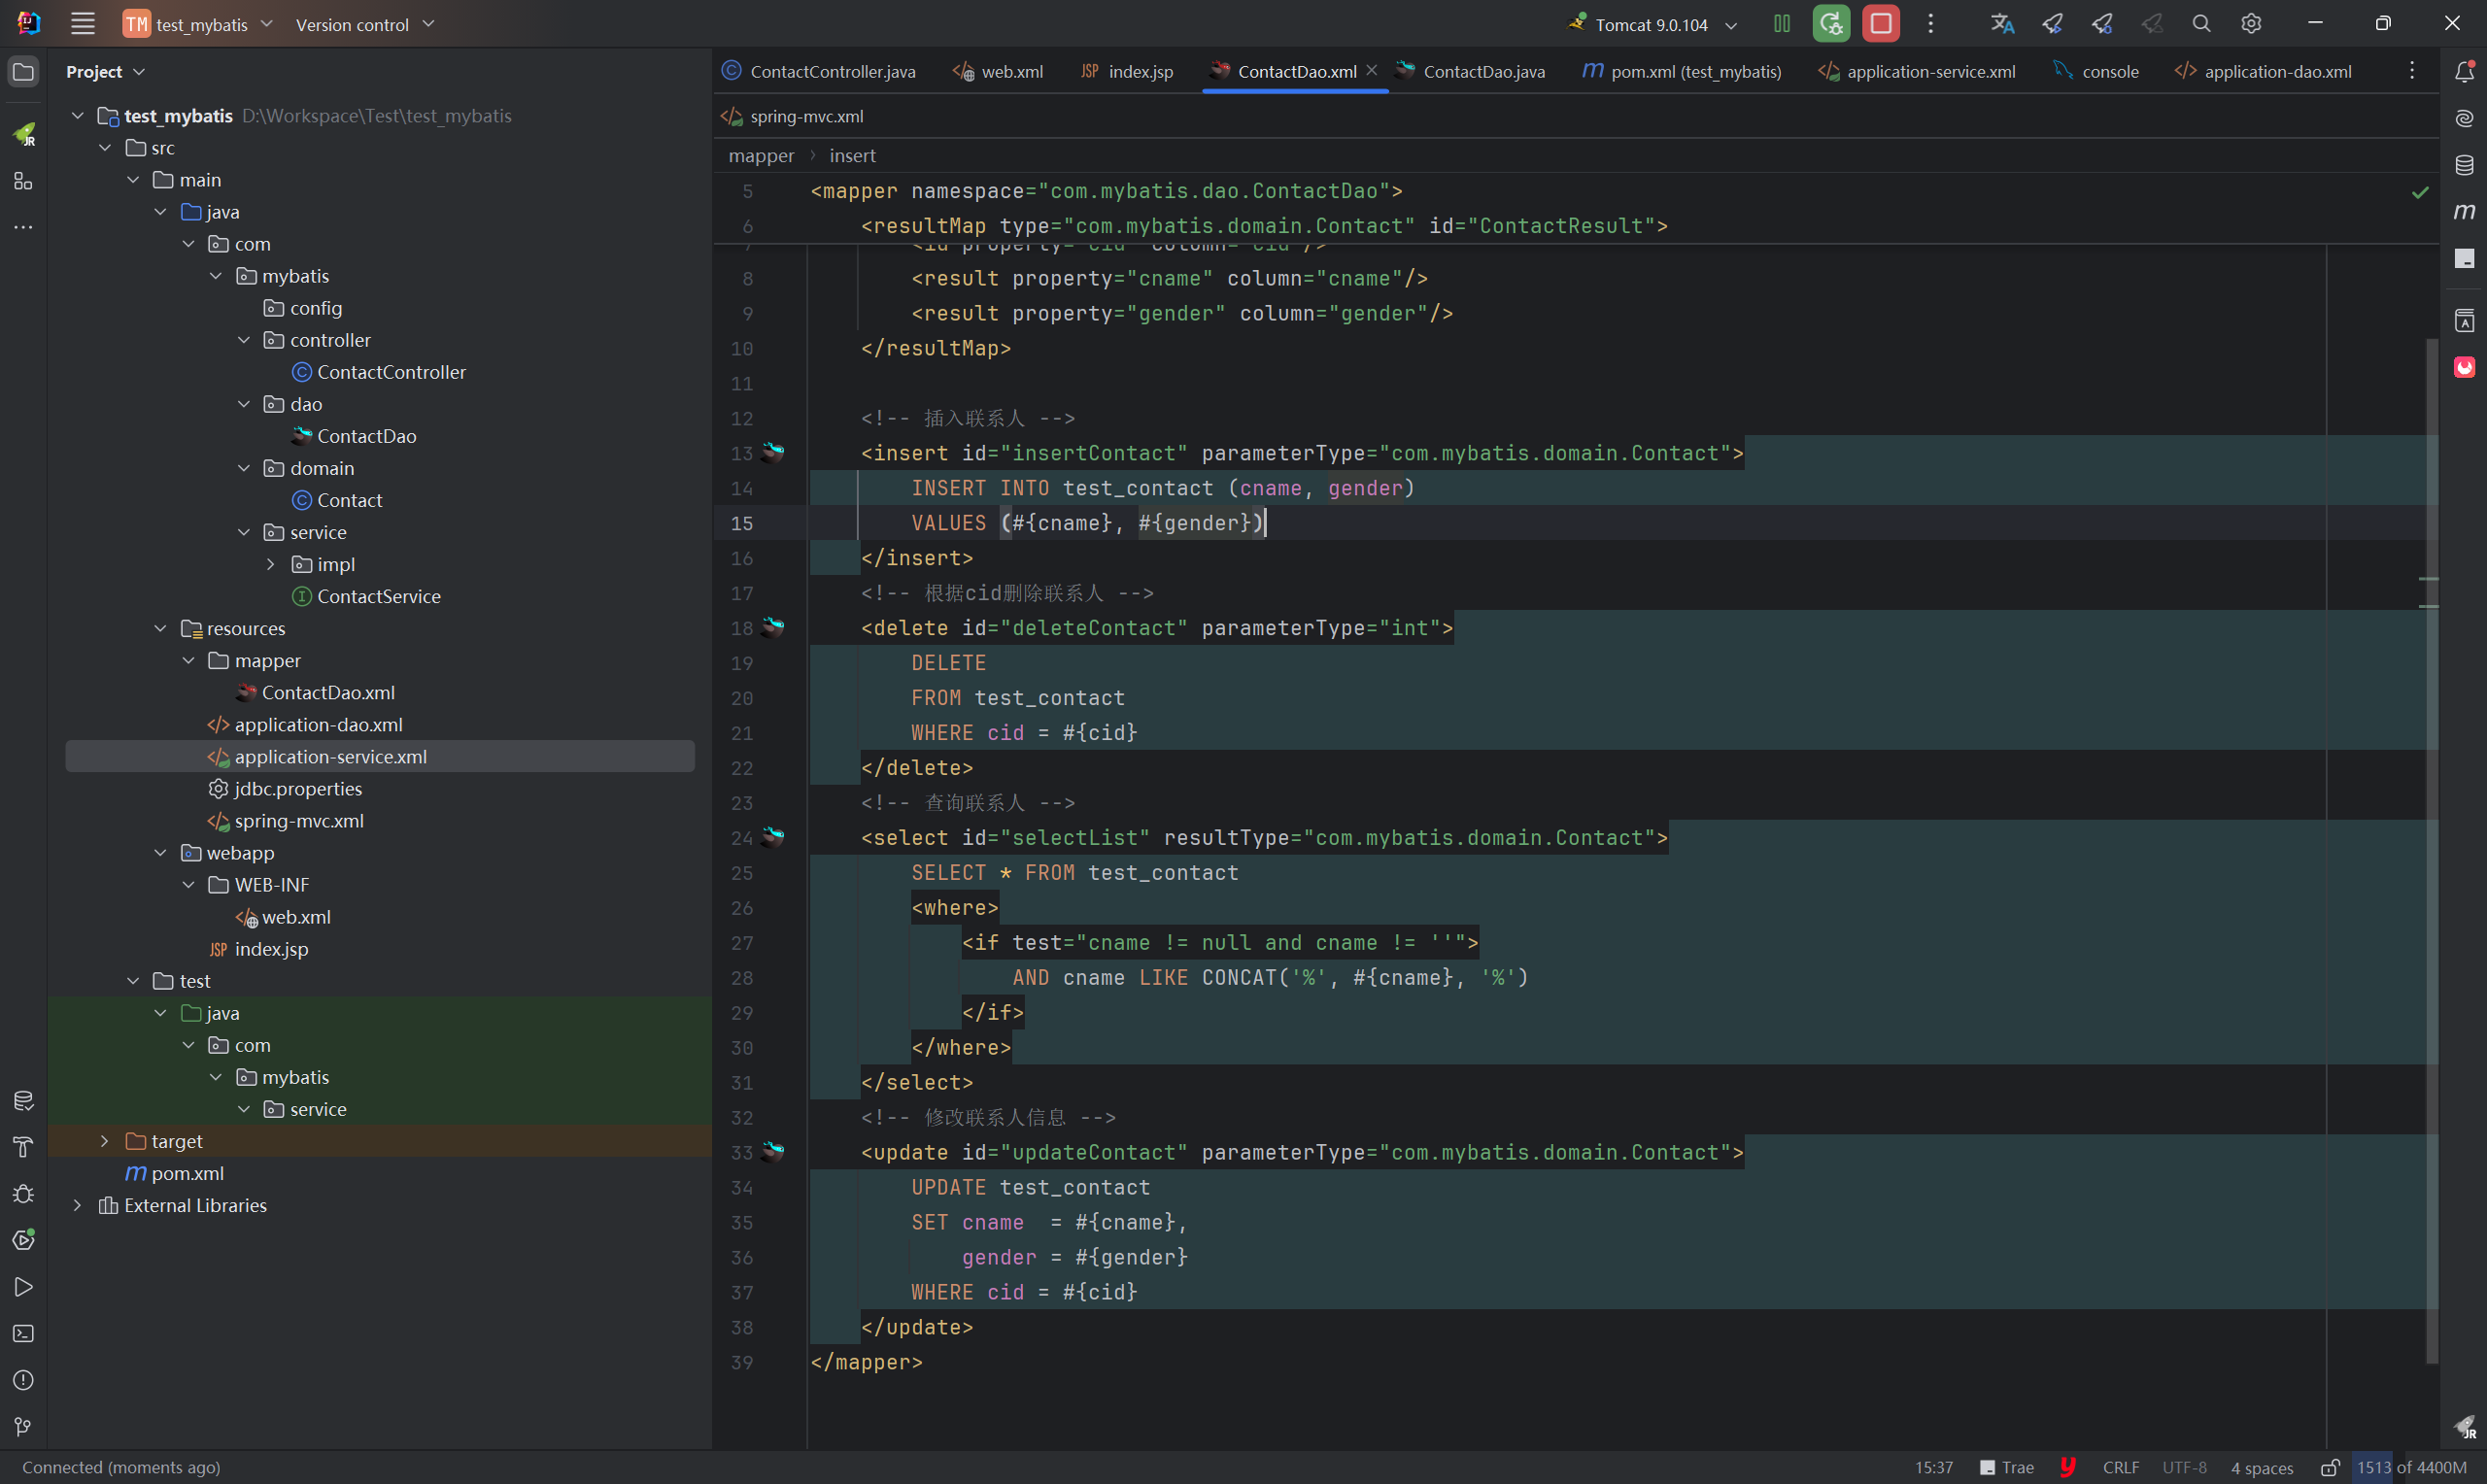 TM test_mybatis Version control Tomcat 9.0.104
Project
test_mybatis D:\Workspace\Test\test_mybatis
src
main
java
com
mybatis
config
controller
ContactController
dao
ContactDao
domain
Contact
service
impl
ContactService
resources
mapper
ContactDao.xml
application-dao.xml
application-service.xml
jdbc.properties
spring-mvc.xml
webapp
WEB-INF
web.xml
JSP index.jsp
test
java
com
mybatis
service
target
m pom.xml
External Libraries
ContactController.java web.xml JSP index.jsp ContactDao.xml ContactDao.java m pom.xml (test_mybatis) application-service.xml console application-dao.xml
spring-mvc.xml
mapper › insert
5 <mapper namespace="com.mybatis.dao.ContactDao">
6 <resultMap type="com.mybatis.domain.Contact" id="ContactResult">
7 <id property="cid" column="cid"/>
8 <result property="cname" column="cname"/>
9 <result property="gender" column="gender"/>
10 </resultMap>
11
12 <!-- 插入联系人 -->
13 <insert id="insertContact" parameterType="com.mybatis.domain.Contact">
14 INSERT INTO test_contact (cname, gender)
15 VALUES (#{cname}, #{gender})
16 </insert>
17 <!-- 根据cid删除联系人 -->
18 <delete id="deleteContact" parameterType="int">
19 DELETE
20 FROM test_contact
21 WHERE cid = #{cid}
22 </delete>
23 <!-- 查询联系人 -->
24 <select id="selectList" resultType="com.mybatis.domain.Contact">
25 SELECT * FROM test_contact
26 <where>
27 <if test="cname != null and cname != ''">
28 AND cname LIKE CONCAT('%', #{cname}, '%')
29 </if>
30 </where>
31 </select>
32 <!-- 修改联系人信息 -->
33 <update id="updateContact" parameterType="com.mybatis.domain.Contact">
34 UPDATE test_contact
35 SET cname  = #{cname},
36 gender = #{gender}
37 WHERE cid = #{cid}
38 </update>
39 </mapper>
Connected (moments ago) 15:37 Trae y CRLF UTF-8 4 spaces 1513 of 4400M